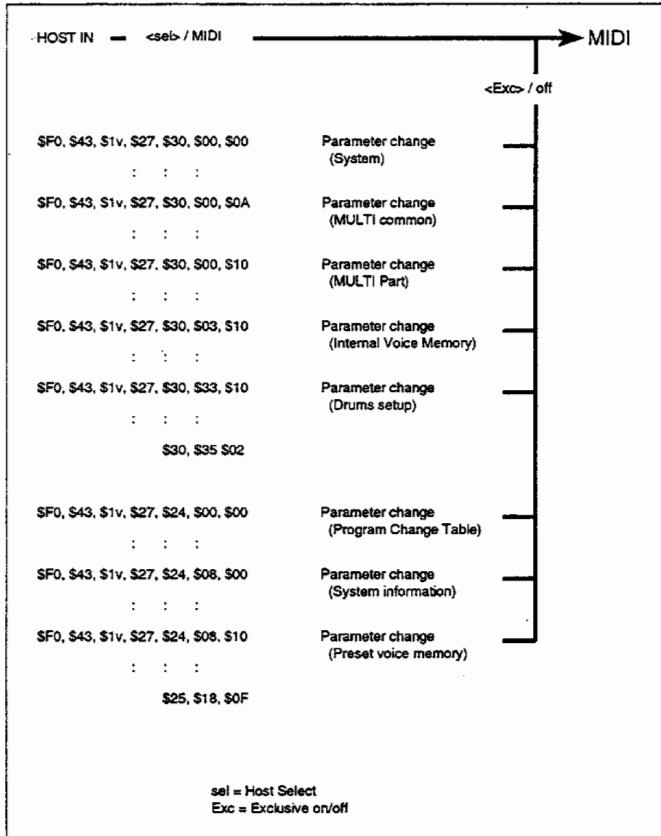 HOST IN — <sel> / MIDI MIDI
<Exc> / off
$F0, $43, $1v, $27, $30, $00, $00 Parameter change
(System)
: : :
$F0, $43, $1v, $27, $30, $00, $0A Parameter change
(MULTI common)
: : :
$F0, $43, $1v, $27, $30, $00, $10 Parameter change
(MULTI Part)
: : :
$F0, $43, $1v, $27, $30, $03, $10 Parameter change
(Internal Voice Memory)
: : :
$F0, $43, $1v, $27, $30, $33, $10 Parameter change
(Drums setup)
: : :
$30, $35 $02
$F0, $43, $1v, $27, $24, $00, $00 Parameter change
(Program Change Table)
: : :
$F0, $43, $1v, $27, $24, $08, $00 Parameter change
(System information)
: : :
$F0, $43, $1v, $27, $24, $08, $10 Parameter change
(Preset voice memory)
: : :
$25, $18, $0F
sel = Host Select
Exc = Exclusive on/off